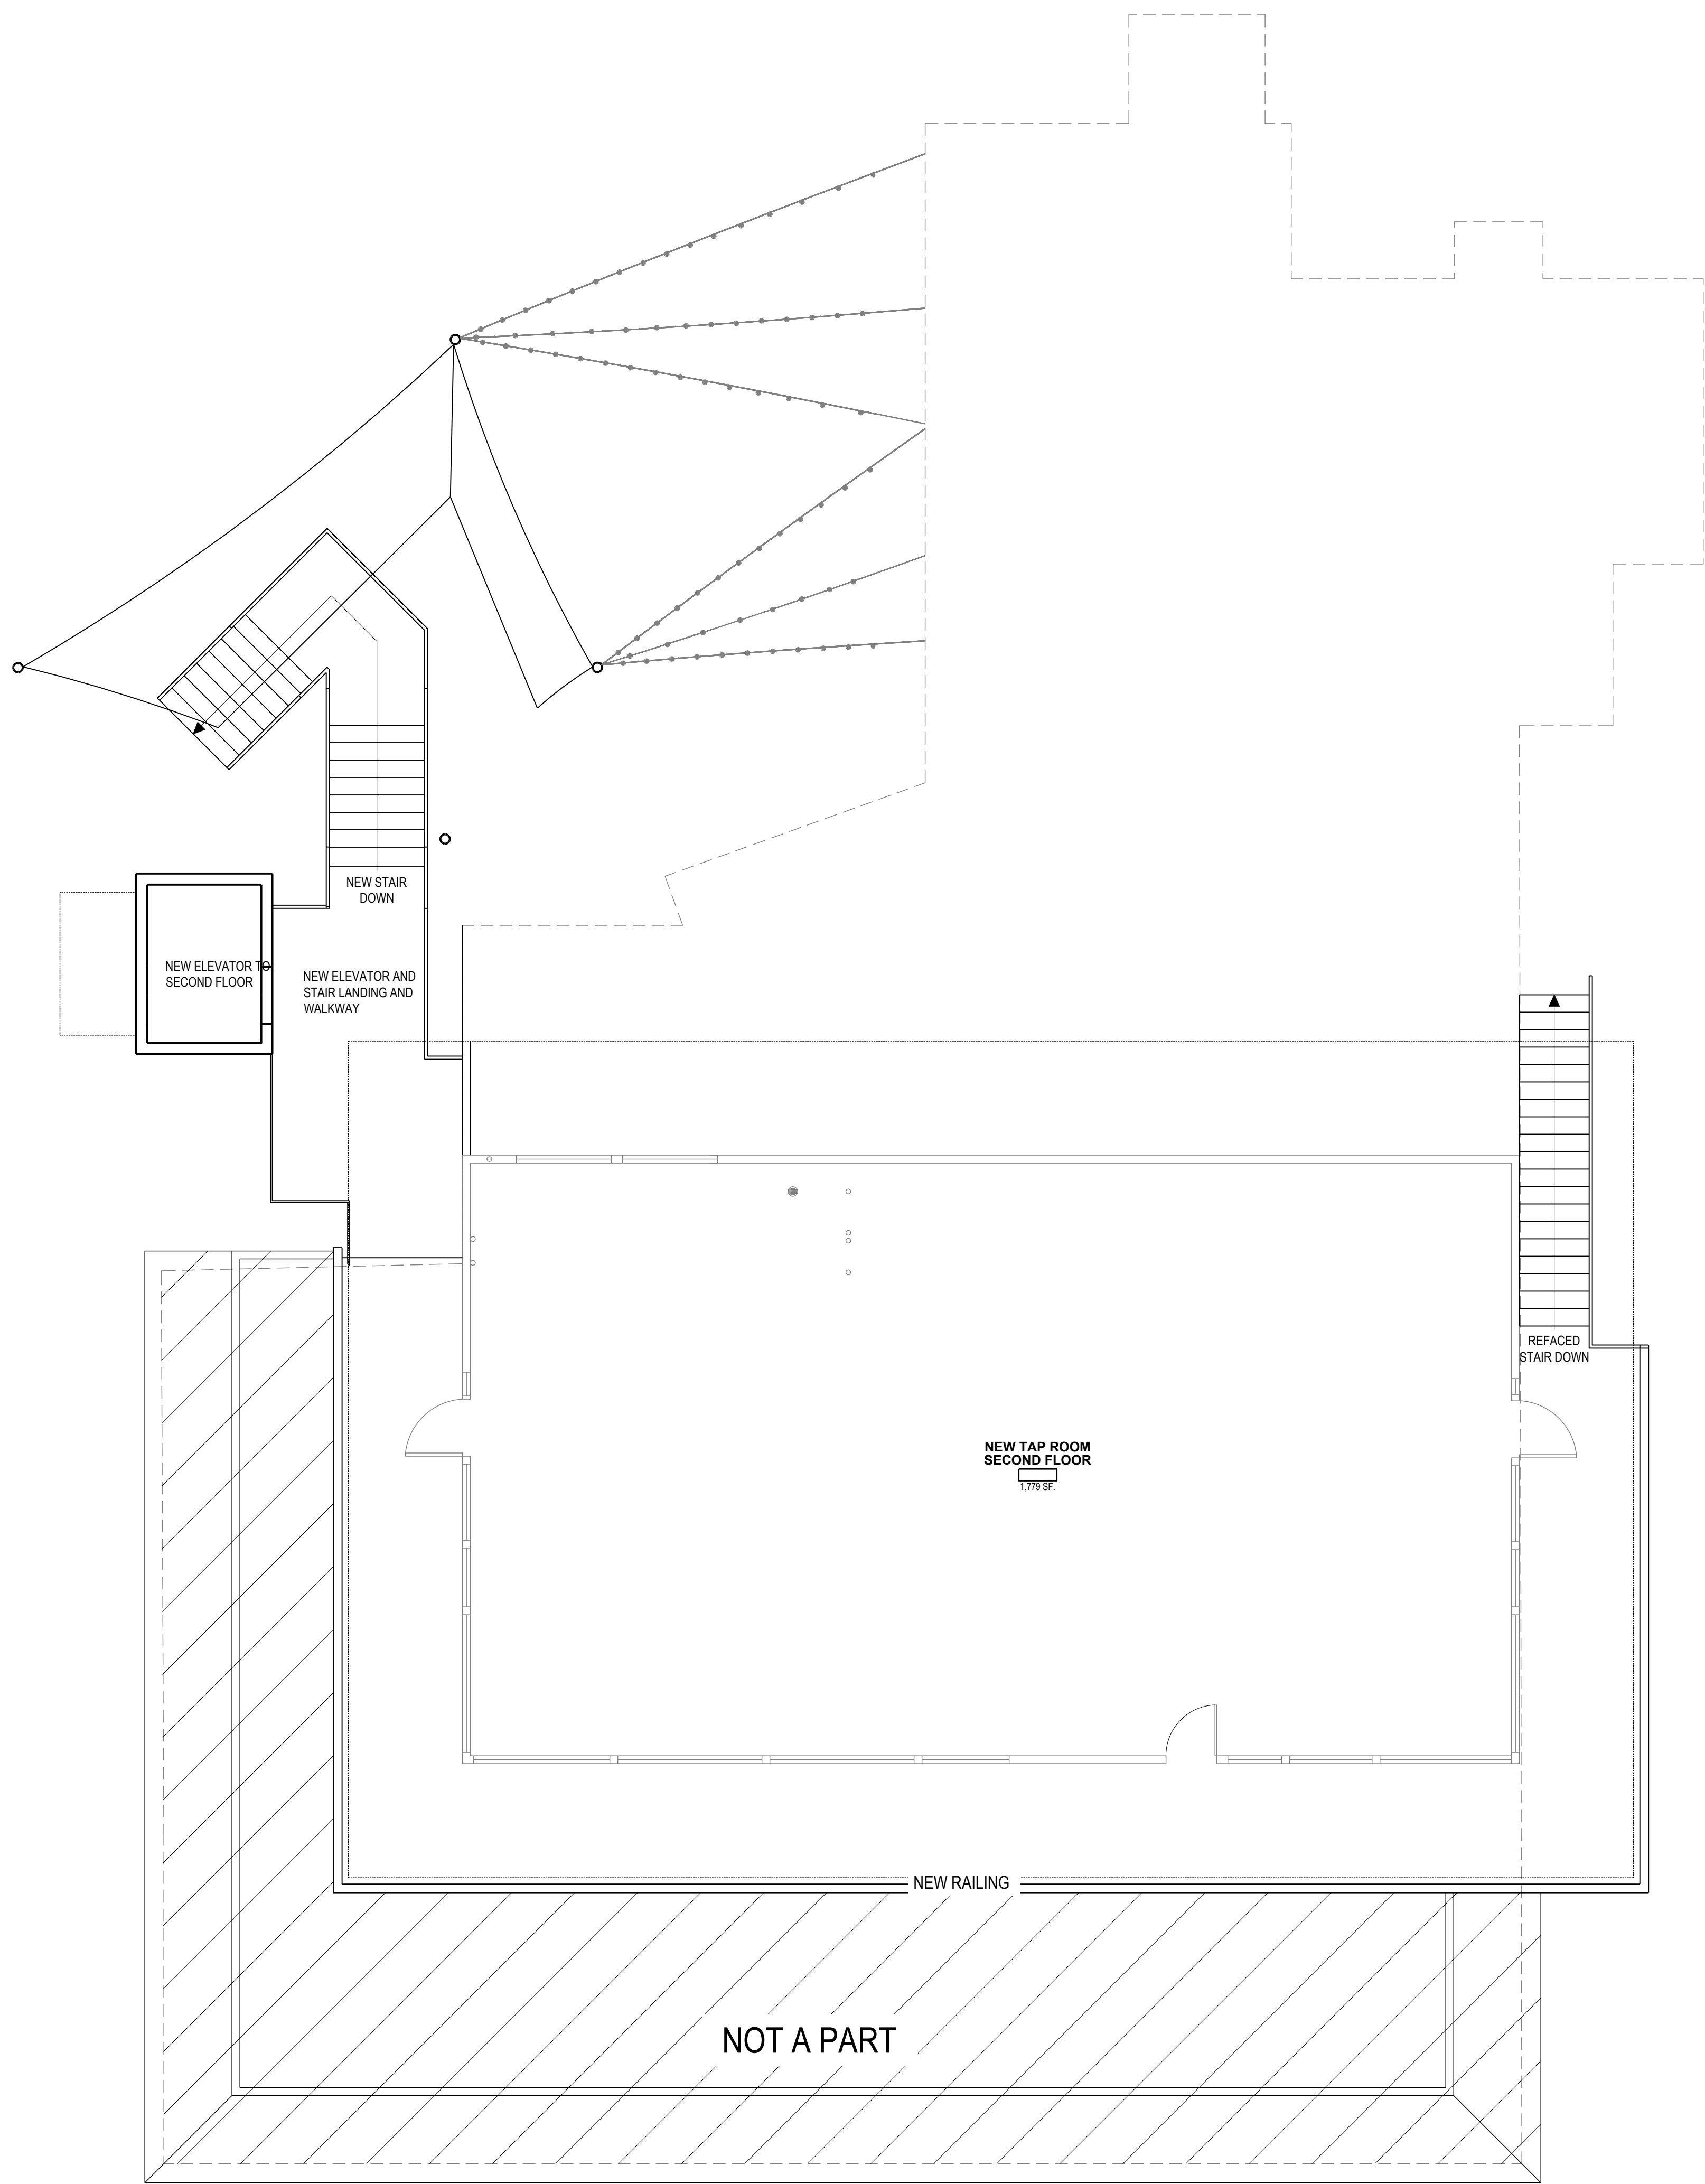 NEW STAIR
DOWN
NEW ELEVATOR TO
SECOND FLOOR
NEW ELEVATOR AND
STAIR LANDING AND
WALKWAY
REFACED
STAIR DOWN
NEW TAP ROOM
SECOND FLOOR
1,779 SF.
NEW RAILING
NOT A PART